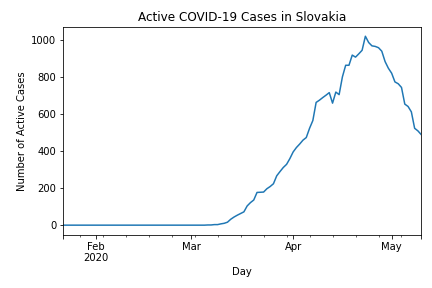 Active COVID-19 Cases in Slovakia
Number of Active Cases
1000
800
600
400
200
0
Feb
2020
Mar
Apr
May
Day